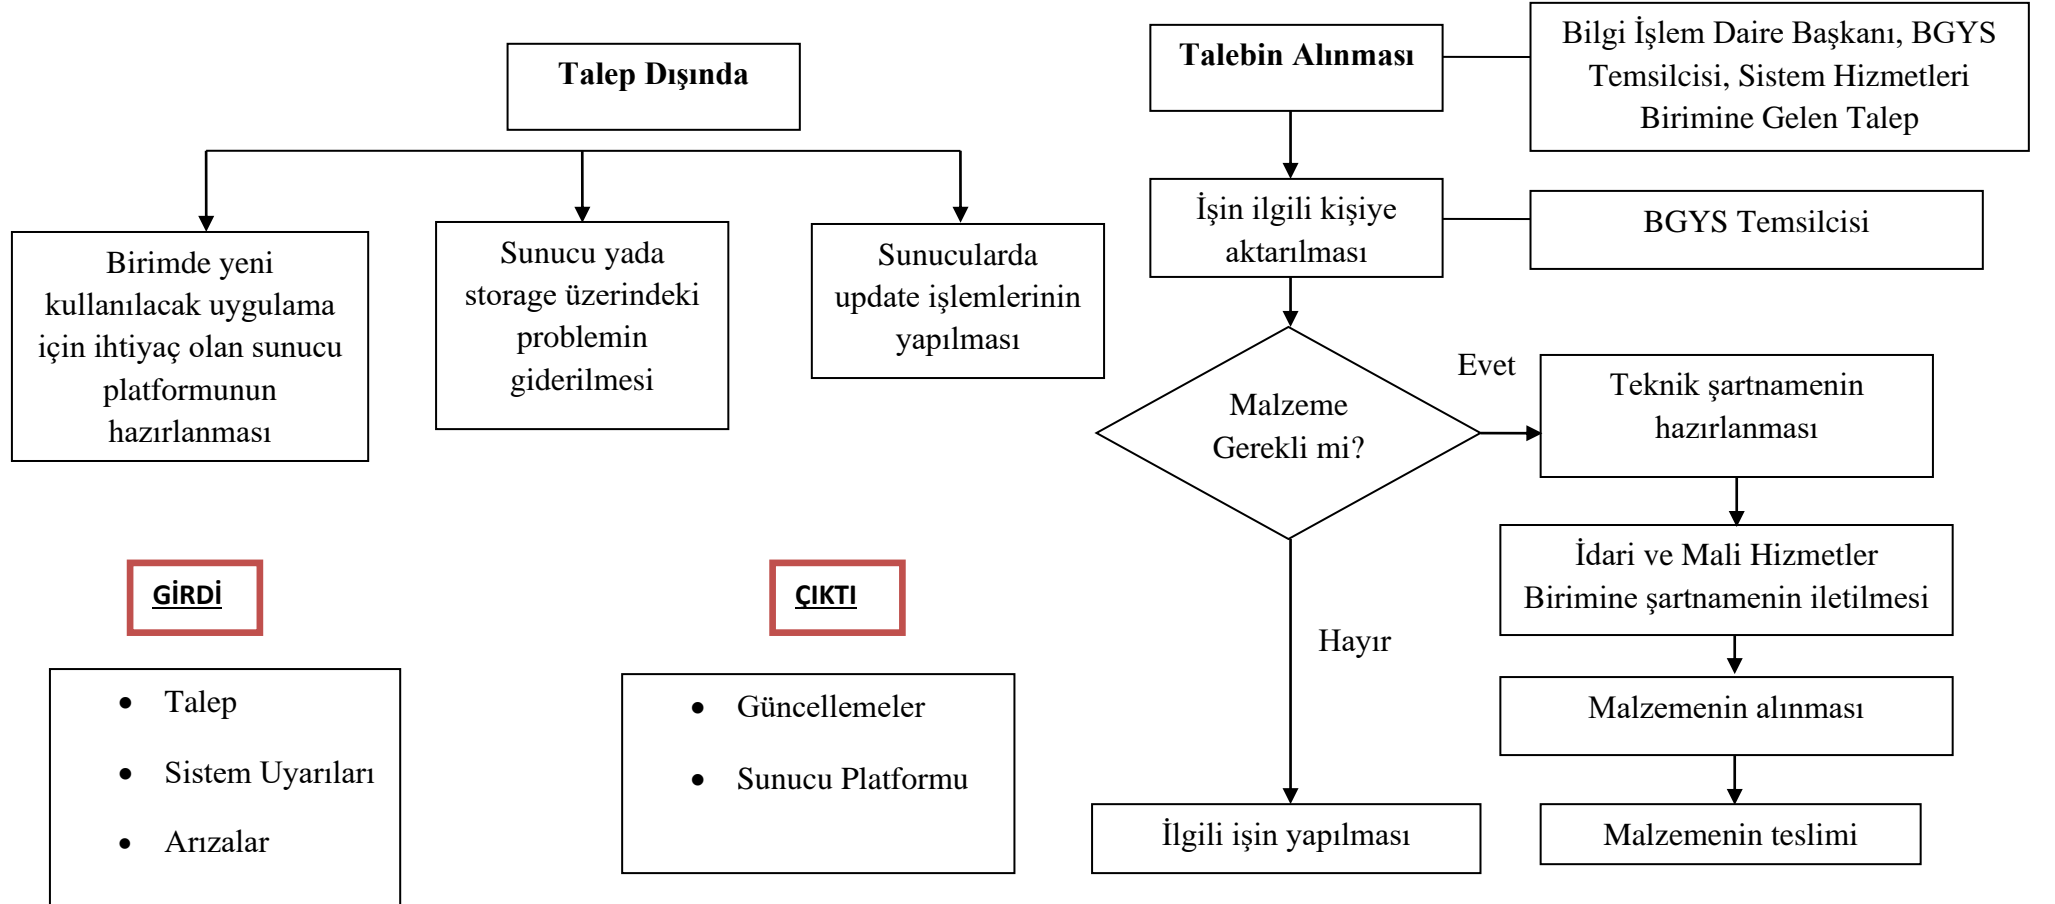 Talep Dışında
Birimde yeni
kullanılacak uygulama
için ihtiyaç olan sunucu
platformunun
hazırlanması
Sunucu yada
storage üzerindeki
problemin
giderilmesi
Sunucularda
update işlemlerinin
yapılması
GİRDİ
Talep
Sistem Uyarıları
Arızalar
ÇIKTI
Güncellemeler
Sunucu Platformu
Talebin Alınması
Bilgi İşlem Daire Başkanı, BGYS
Temsilcisi, Sistem Hizmetleri
Birimine Gelen Talep
İşin ilgili kişiye
aktarılması
BGYS Temsilcisi
Malzeme
Gerekli mi?
Evet
Teknik şartnamenin
hazırlanması
İdari ve Mali Hizmetler
Birimine şartnamenin iletilmesi
Malzemenin alınması
Malzemenin teslimi
Hayır
İlgili işin yapılması